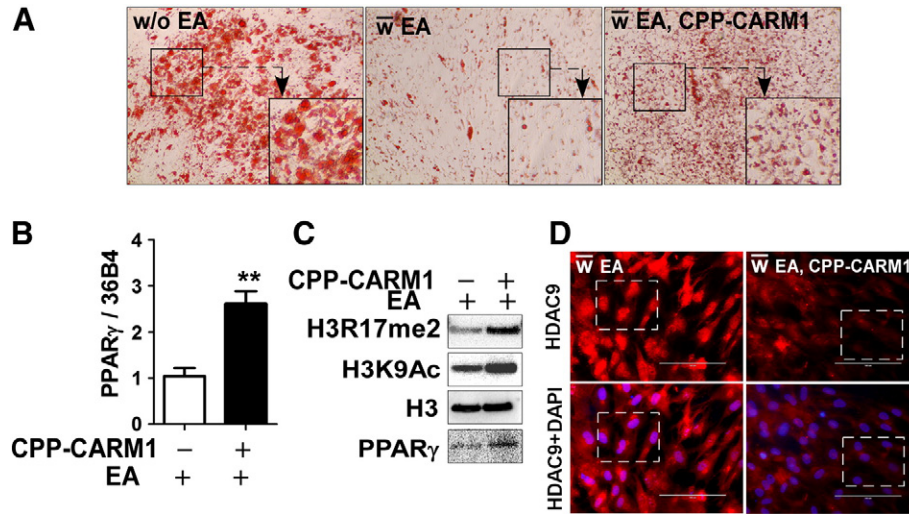 A
w/o EA
w̅ EA
w̅ EA, CPP-CARM1
B
PPARγ / 36B4
4
3
2
1
0
**
CPP-CARM1 − +
EA + +
C
CPP-CARM1 − +
EA + +
H3R17me2
H3K9Ac
H3
PPARγ
D
w̅ EA
w̅ EA, CPP-CARM1
HDAC9
HDAC9+DAPI